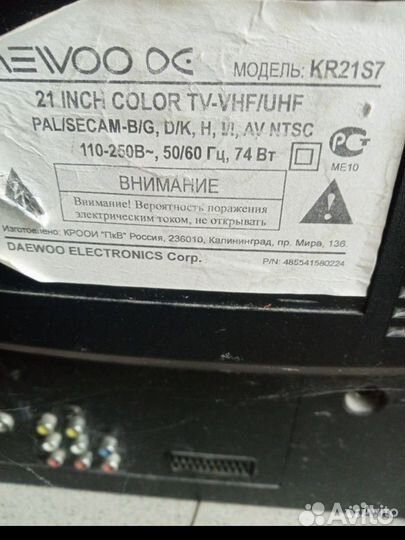 DAEWOO
МОДЕЛЬ: KR21S7
21 INCH COLOR TV-VHF/UHF
PAL/SECAM-B/G, D/K, H, I/I, AV NTSC
110-250В~, 50/60 Гц, 74 Вт
МЕ10
ВНИМАНИЕ
Внимание! Вероятность поражения
электрическим током, не открывать
Изготовлено: КРООИ "ПкВ" Россия, 236010, Калининград, пр. Мира, 136
DAEWOO ELECTRONICS Corp.
P/N: 485541580224
Avito